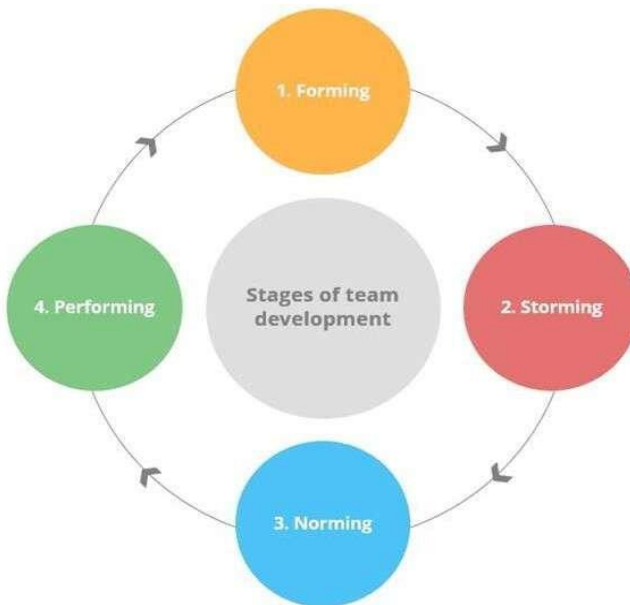 1. Forming
2. Storming
3. Norming
4. Performing
Stages of team
development